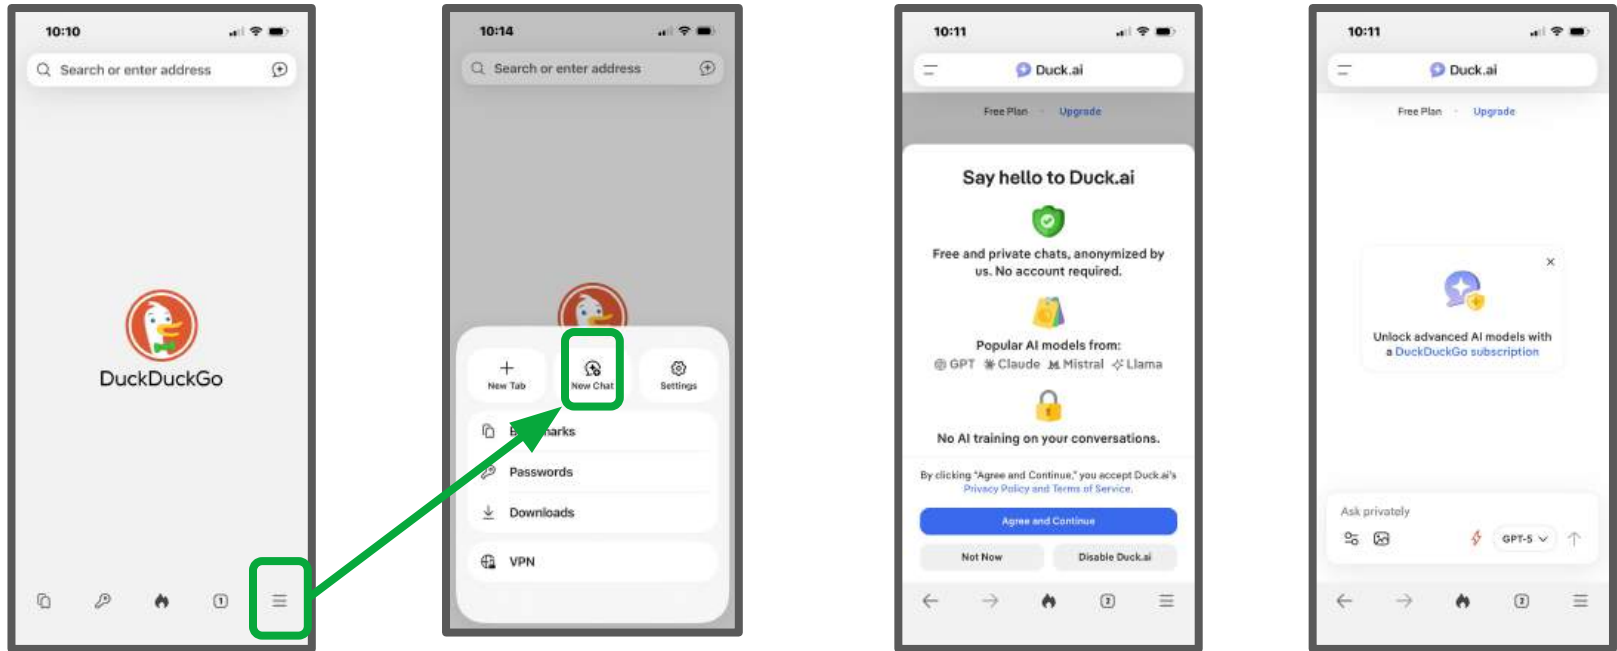 10:10
Search or enter address
DuckDuckGo
1
10:14
Search or enter address
New Tab
New Chat
Settings
marks
Passwords
Downloads
VPN
10:11
Duck.ai
Free Plan
Upgrade
Say hello to Duck.ai
Free and private chats, anonymized by
us. No account required.
Popular AI models from:
GPT Claude Mistral Llama
No AI training on your conversations.
By clicking "Agree and Continue," you accept Duck.ai's
Privacy Policy and Terms of Service.
Agree and Continue
Not Now
Disable Duck.ai
2
10:11
Duck.ai
Free Plan
Upgrade
Unlock advanced AI models with
a DuckDuckGo subscription
Ask privately
GPT-5
2